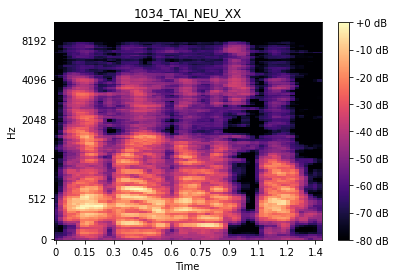 1034_TAI_NEU_XX
+0 dB
8192
-10 dB
4096
-20 dB
-30 dB
2048
Hz
-40 dB
1024
-50 dB
512
-60 dB
-70 dB
0
-80 dB
0 0.15 0.3 0.45 0.6 0.75 0.9 1.1 1.2 1.4
Time